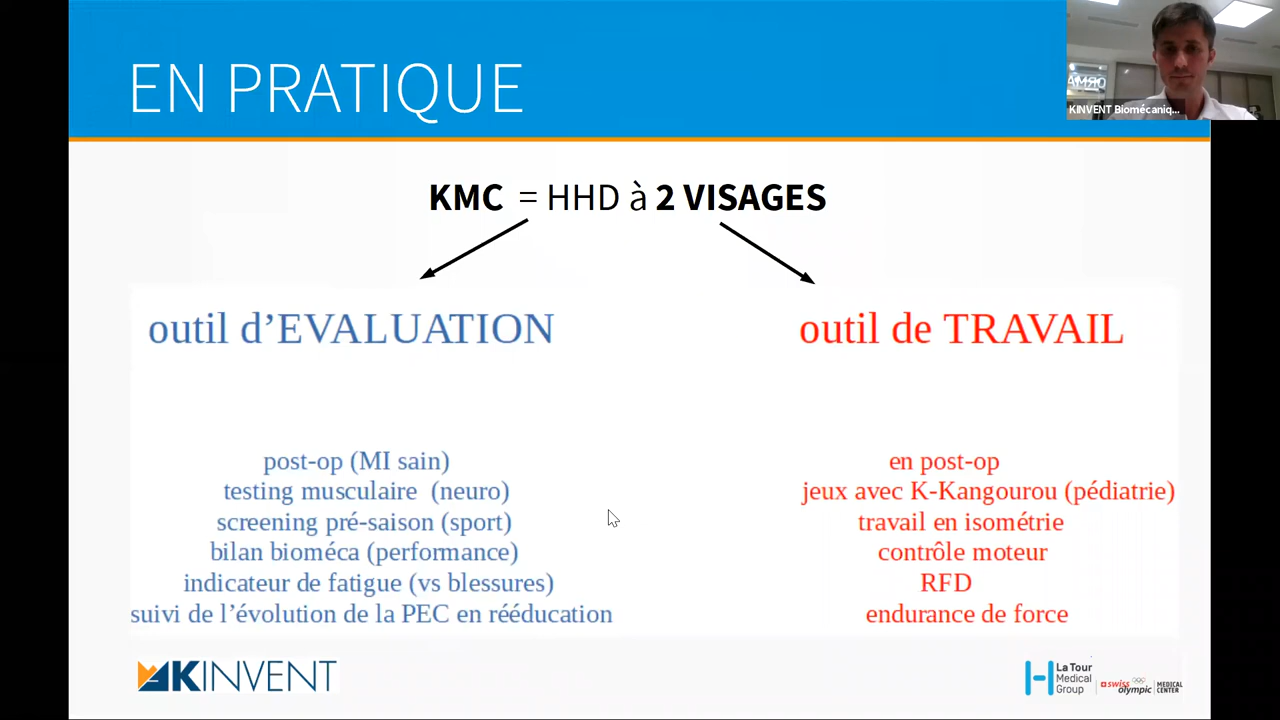 EN PRATIQUE
KINVENT Biomécaniq...
KMC = HHD à 2 VISAGES
outil d’EVALUATION
post-op (MI sain)
testing musculaire (neuro)
screening pré-saison (sport)
bilan bioméca (performance)
indicateur de fatigue (vs blessures)
suivi de l’évolution de la PEC en rééducation
outil de TRAVAIL
en post-op
jeux avec K-Kangourou (pédiatrie)
travail en isométrie
contrôle moteur
RFD
endurance de force
KINVENT
La Tour
Medical
Group
swiss
olympic
MEDICAL
CENTER